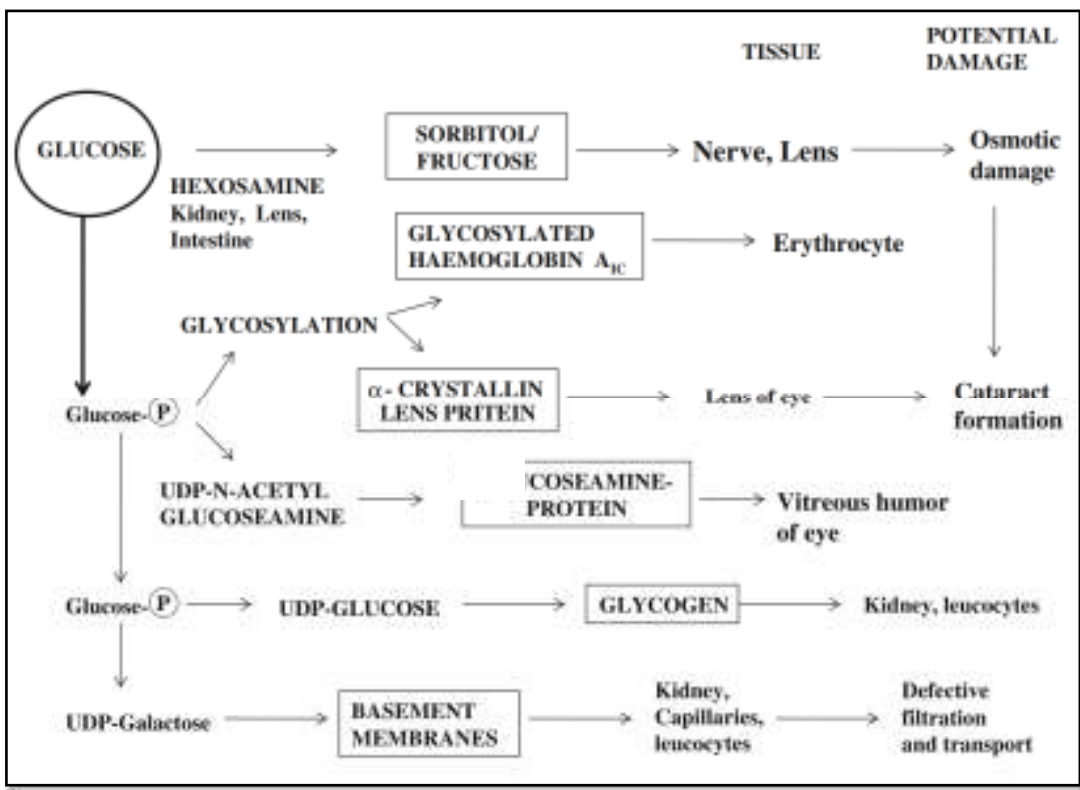 TISSUE
POTENTIAL
DAMAGE
GLUCOSE
SORBITOL/
FRUCTOSE
Nerve, Lens
Osmotic
damage
HEXOSAMINE
Kidney, Lens,
Intestine
GLYCOSYLATED
HAEMOGLOBIN A1C
Erythrocyte
GLYCOSYLATION
α- CRYSTALLIN
LENS PRITEIN
Lens of eye
Cataract
formation
Glucose-P
UDP-N-ACETYL
GLUCOSEAMINE
COSEAMINE-
PROTEIN
Vitreous humor
of eye
Glucose-P
UDP-GLUCOSE
GLYCOGEN
Kidney, leucocytes
UDP-Galactose
BASEMENT
MEMBRANES
Kidney,
Capillaries,
leucocytes
Defective
filtration
and transport